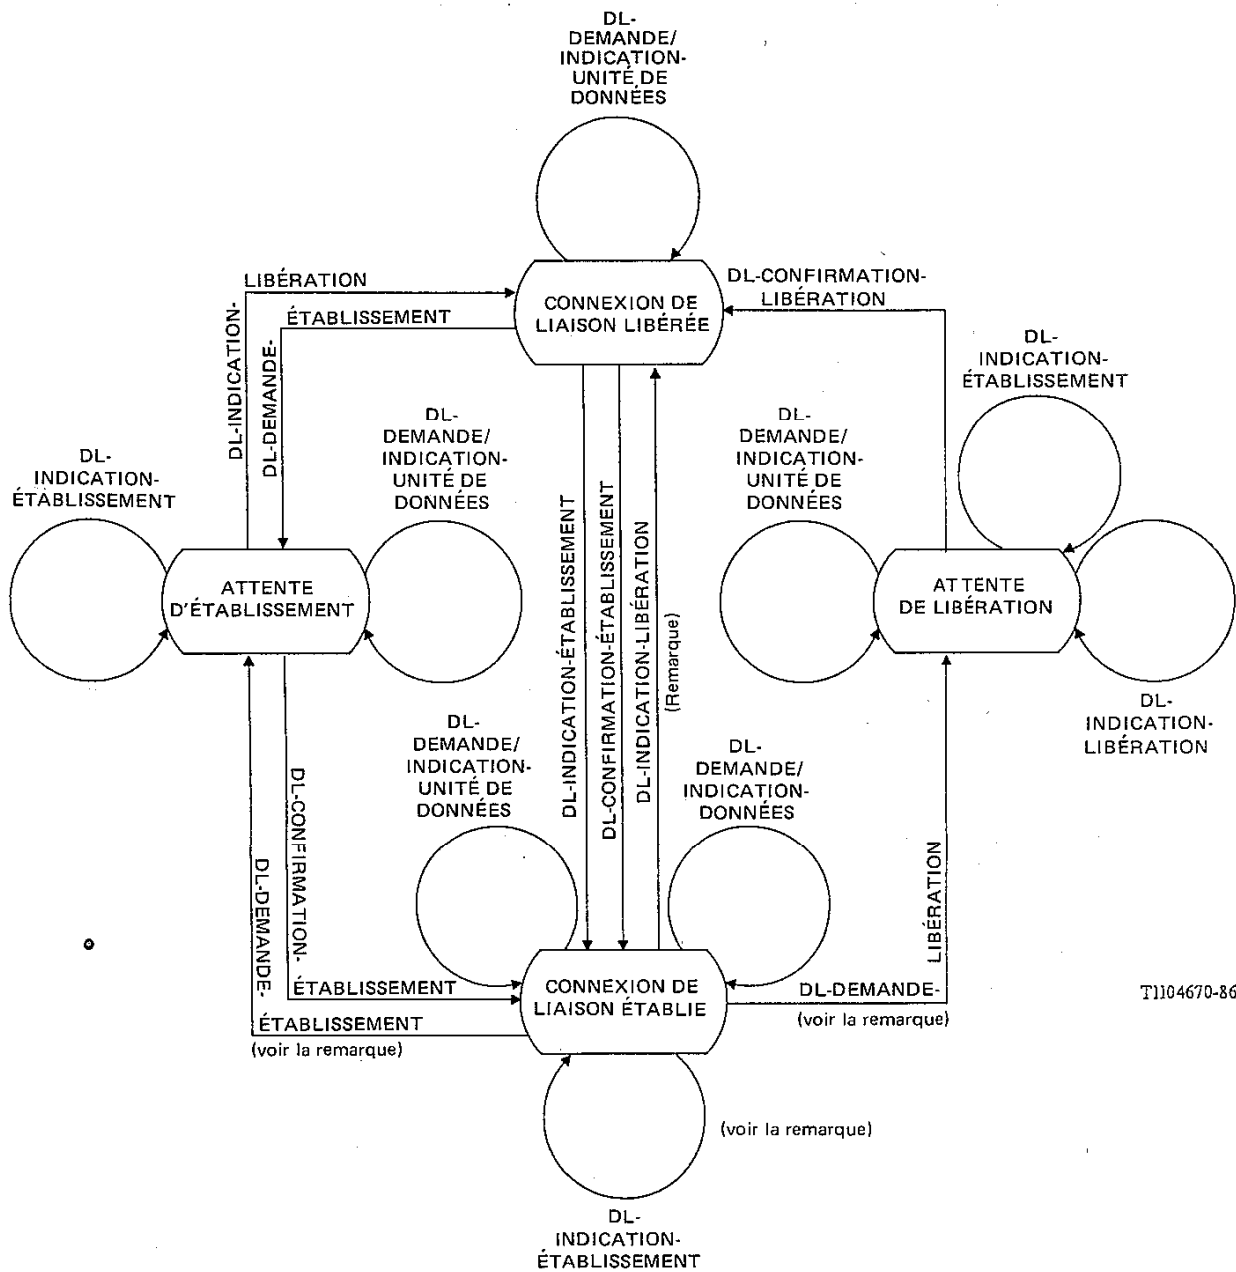 DL-
DEMANDE/
INDICATION-
UNITÉ DE
DONNÉES
LIBÉRATION
ÉTABLISSEMENT
DL-INDICATION-
DL-DEMANDE-
CONNEXION DE
LIAISON LIBÉRÉE
DL-CONFIRMATION-
LIBÉRATION
DL-
INDICATION-
ÉTABLISSEMENT
DL-
INDICATION-
ÉTABLISSEMENT
DL-
DEMANDE/
INDICATION-
UNITÉ DE
DONNÉES
DL-
DEMANDE/
INDICATION-
UNITÉ DE
DONNÉES
ATTENTE
D'ÉTABLISSEMENT
DL-INDICATION-ÉTABLISSEMENT
DL-CONFIRMATION-ÉTABLISSEMENT
DL-INDICATION-LIBÉRATION
(Remarque)
ATTENTE
DE LIBÉRATION
DL-
INDICATION-
LIBÉRATION
DL-
DEMANDE/
INDICATION-
UNITÉ DE
DONNÉES
DL-
DEMANDE/
INDICATION-
DONNÉES
DL-DEMANDE-
DL-CONFIRMATION-
LIBÉRATION
ÉTABLISSEMENT
ÉTABLISSEMENT
(voir la remarque)
CONNEXION DE
LIAISON ÉTABLIE
DL-DEMANDE-
(voir la remarque)
T1104670-86
(voir la remarque)
DL-
INDICATION-
ÉTABLISSEMENT